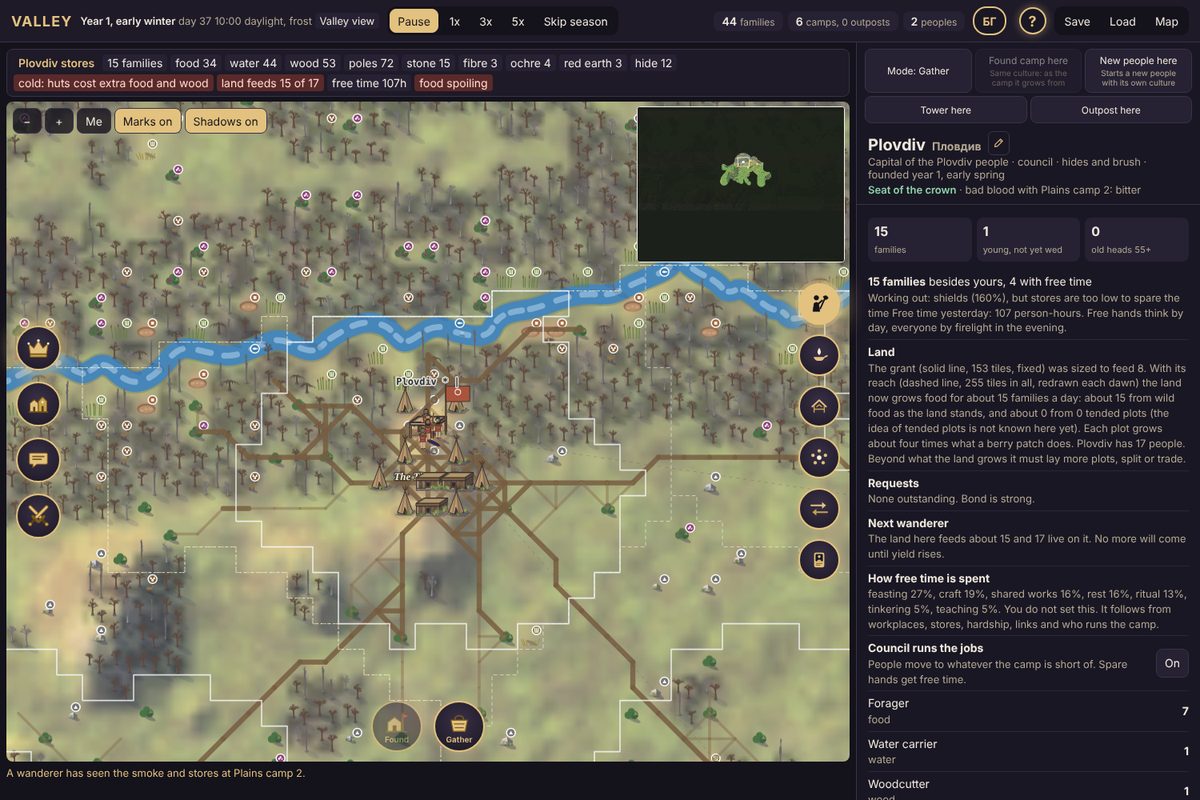 VALLEY Year 1, early winter day 37 10:00 daylight, frost Valley view Pause 1x 3x 5x Skip season 44 families 6 camps, 0 outposts 2 peoples БГ ? Save Load Map
Plovdiv stores 15 families food 34 water 44 wood 53 poles 72 stone 15 fibre 3 ochre 4 red earth 3 hide 12
cold: huts cost extra food and wood land feeds 15 of 17 free time 107h food spoiling
− + Me Marks on Shadows on
Plovdiv
The
Found
Gather
A wanderer has seen the smoke and stores at Plains camp 2.
Mode: Gather
Found camp here
Same culture: as the
camp it grows from
New people here
Starts a new people
with its own culture
Tower here
Outpost here
Plovdiv Пловдив
Capital of the Plovdiv people · council · hides and brush ·
founded year 1, early spring
Seat of the crown · bad blood with Plains camp 2: bitter
15
families
1
young, not yet wed
0
old heads 55+
15 families besides yours, 4 with free time
Working out: shields (160%), but stores are too low to spare the
time Free time yesterday: 107 person-hours. Free hands think by
day, everyone by firelight in the evening.
Land
The grant (solid line, 153 tiles, fixed) was sized to feed 8. With its
reach (dashed line, 255 tiles in all, redrawn each dawn) the land
now grows food for about 15 families a day: about 15 from wild
food as the land stands, and about 0 from 0 tended plots (the
idea of tended plots is not known here yet). Each plot grows
about four times what a berry patch does. Plovdiv has 17 people.
Beyond what the land grows it must lay more plots, split or trade.
Requests
None outstanding. Bond is strong.
Next wanderer
The land here feeds about 15 and 17 live on it. No more will come
until yield rises.
How free time is spent
feasting 27%, craft 19%, shared works 16%, rest 16%, ritual 13%,
tinkering 5%, teaching 5%. You do not set this. It follows from
workplaces, stores, hardship, links and who runs the camp.
Council runs the jobs
People move to whatever the camp is short of. Spare
hands get free time.
On
Forager
food
7
Water carrier
water
1
Woodcutter
wood
1